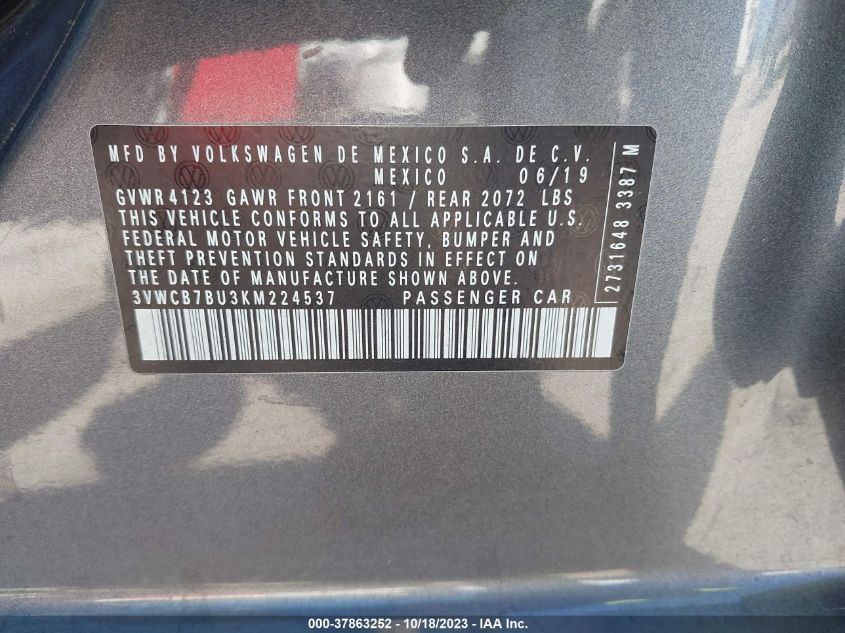 MFD BY VOLKSWAGEN DE MEXICO S.A. DE C.V.
MEXICO 06/19
GVWR 4123 GAWR FRONT 2161 / REAR 2072 LBS
THIS VEHICLE CONFORMS TO ALL APPLICABLE U.S.
FEDERAL MOTOR VEHICLE SAFETY, BUMPER AND
THEFT PREVENTION STANDARDS IN EFFECT ON
THE DATE OF MANUFACTURE SHOWN ABOVE.
3VWCB7BU3KM224537 PASSENGER CAR
2731648 3387 M
000-37863252 - 10/18/2023 - IAA Inc.